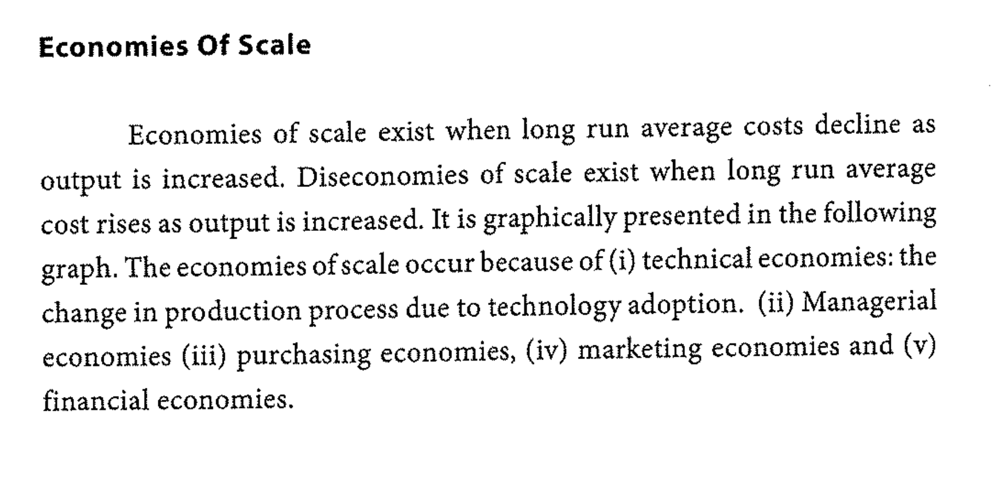 Economies Of Scale
Economies of scale exist when long run average costs decline as
output is increased. Diseconomies of scale exist when long run average
cost rises as output is increased. It is graphically presented in the following
graph. The economies of scale occur because of (i) technical economies: the
change in production process due to technology adoption. (ii) Managerial
economies (iii) purchasing economies, (iv) marketing economies and (v)
financial economies.